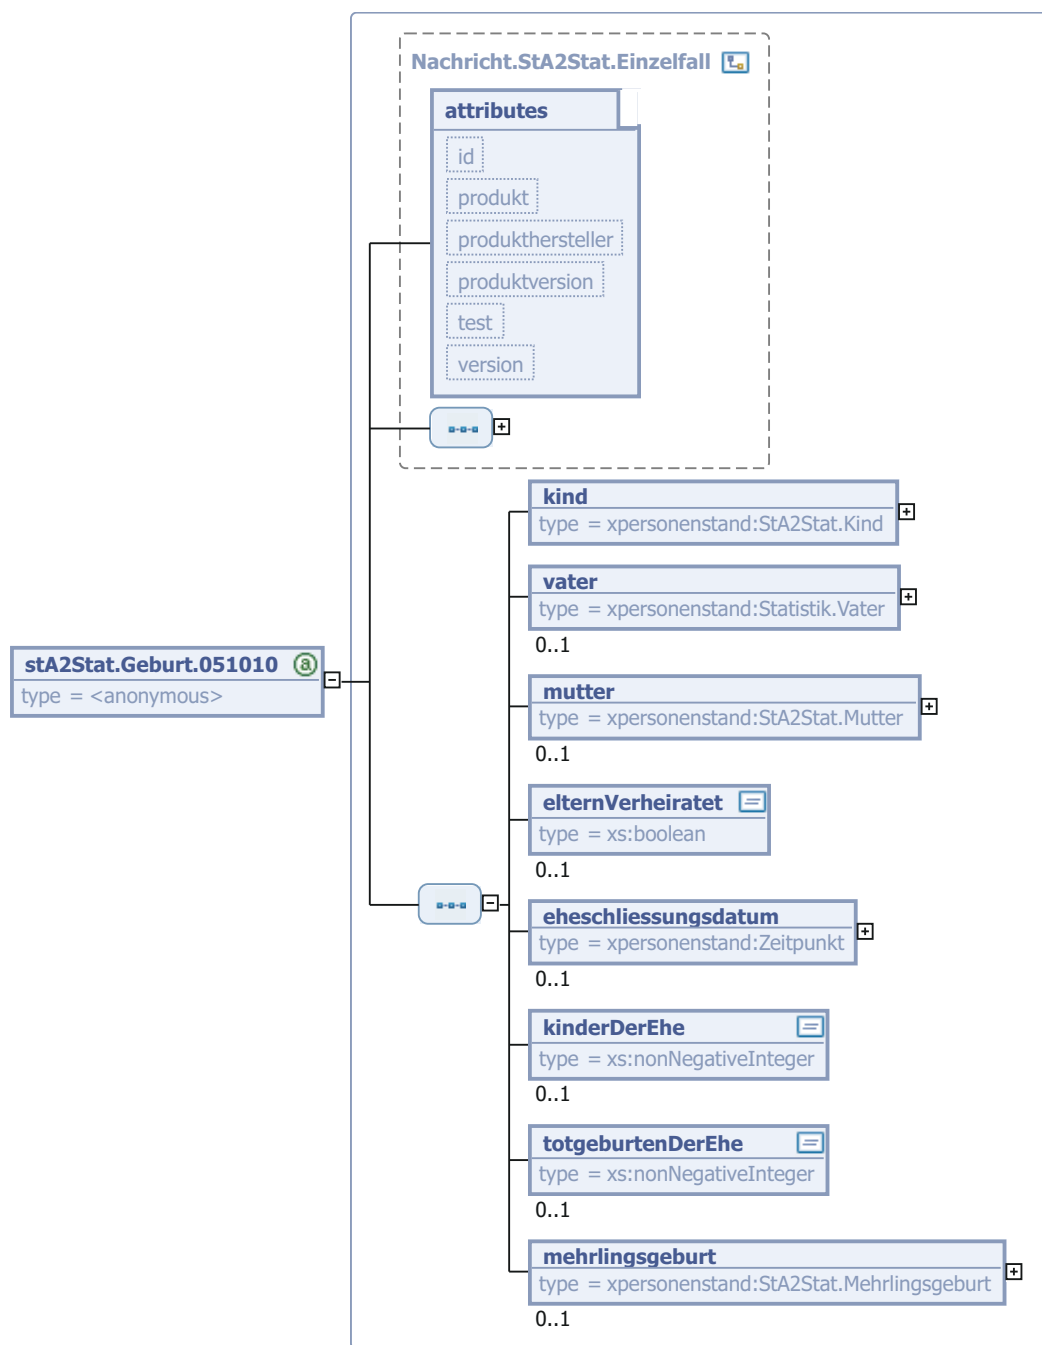 Nachricht.StA2Stat.Einzelfall
attributes
id
produkt
produkthersteller
produktversion
test
version
kind
type = xpersonenstand:StA2Stat.Kind
vater
type = xpersonenstand:Statistik.Vater
0..1
stA2Stat.Geburt.051010 @
type = <anonymous>
mutter
type = xpersonenstand:StA2Stat.Mutter
0..1
elternVerheiratet
type = xs:boolean
0..1
eheschliessungsdatum
type = xpersonenstand:Zeitpunkt
0..1
kinderDerEhe
type = xs:nonNegativeInteger
0..1
totgeburtenDerEhe
type = xs:nonNegativeInteger
0..1
mehrlingsgeburt
type = xpersonenstand:StA2Stat.Mehrlingsgeburt
0..1